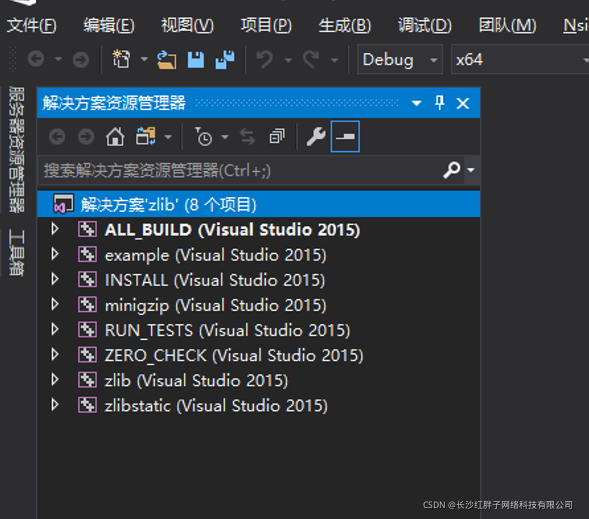 文件(F) 编辑(E) 视图(V) 项目(P) 生成(B) 调试(D) 团队(M) Nsi
Debug x64
服务器资源管理器
工具箱
解决方案资源管理器
搜索解决方案资源管理器(Ctrl+;)
解决方案'zlib' (8 个项目)
ALL_BUILD (Visual Studio 2015)
example (Visual Studio 2015)
INSTALL (Visual Studio 2015)
minigzip (Visual Studio 2015)
RUN_TESTS (Visual Studio 2015)
ZERO_CHECK (Visual Studio 2015)
zlib (Visual Studio 2015)
zlibstatic (Visual Studio 2015)
CSDN @长沙红胖子网络科技有限公司